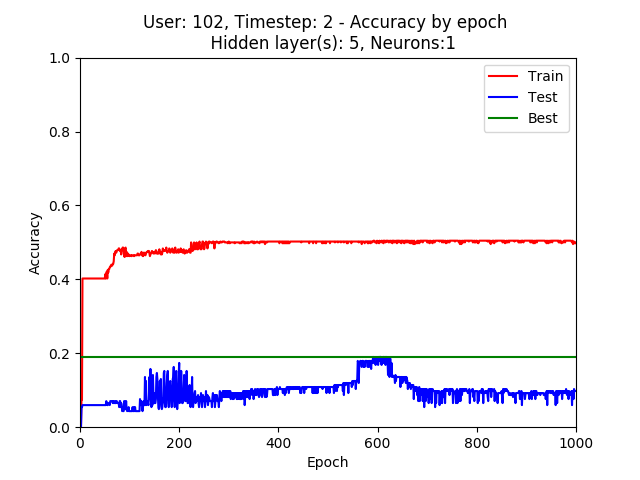 User: 102, Timestep: 2 - Accuracy by epoch
Hidden layer(s): 5, Neurons:1
Train
Test
Best
Accuracy
1.0
0.8
0.6
0.4
0.2
0.0
0 200 400 600 800 1000
Epoch